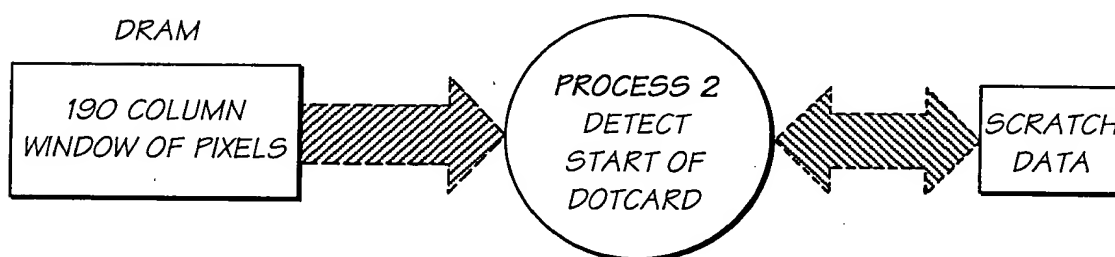 DRAM
190 COLUMN
WINDOW OF PIXELS
PROCESS 2
DETECT
START OF
DOTCARD
SCRATCH
DATA